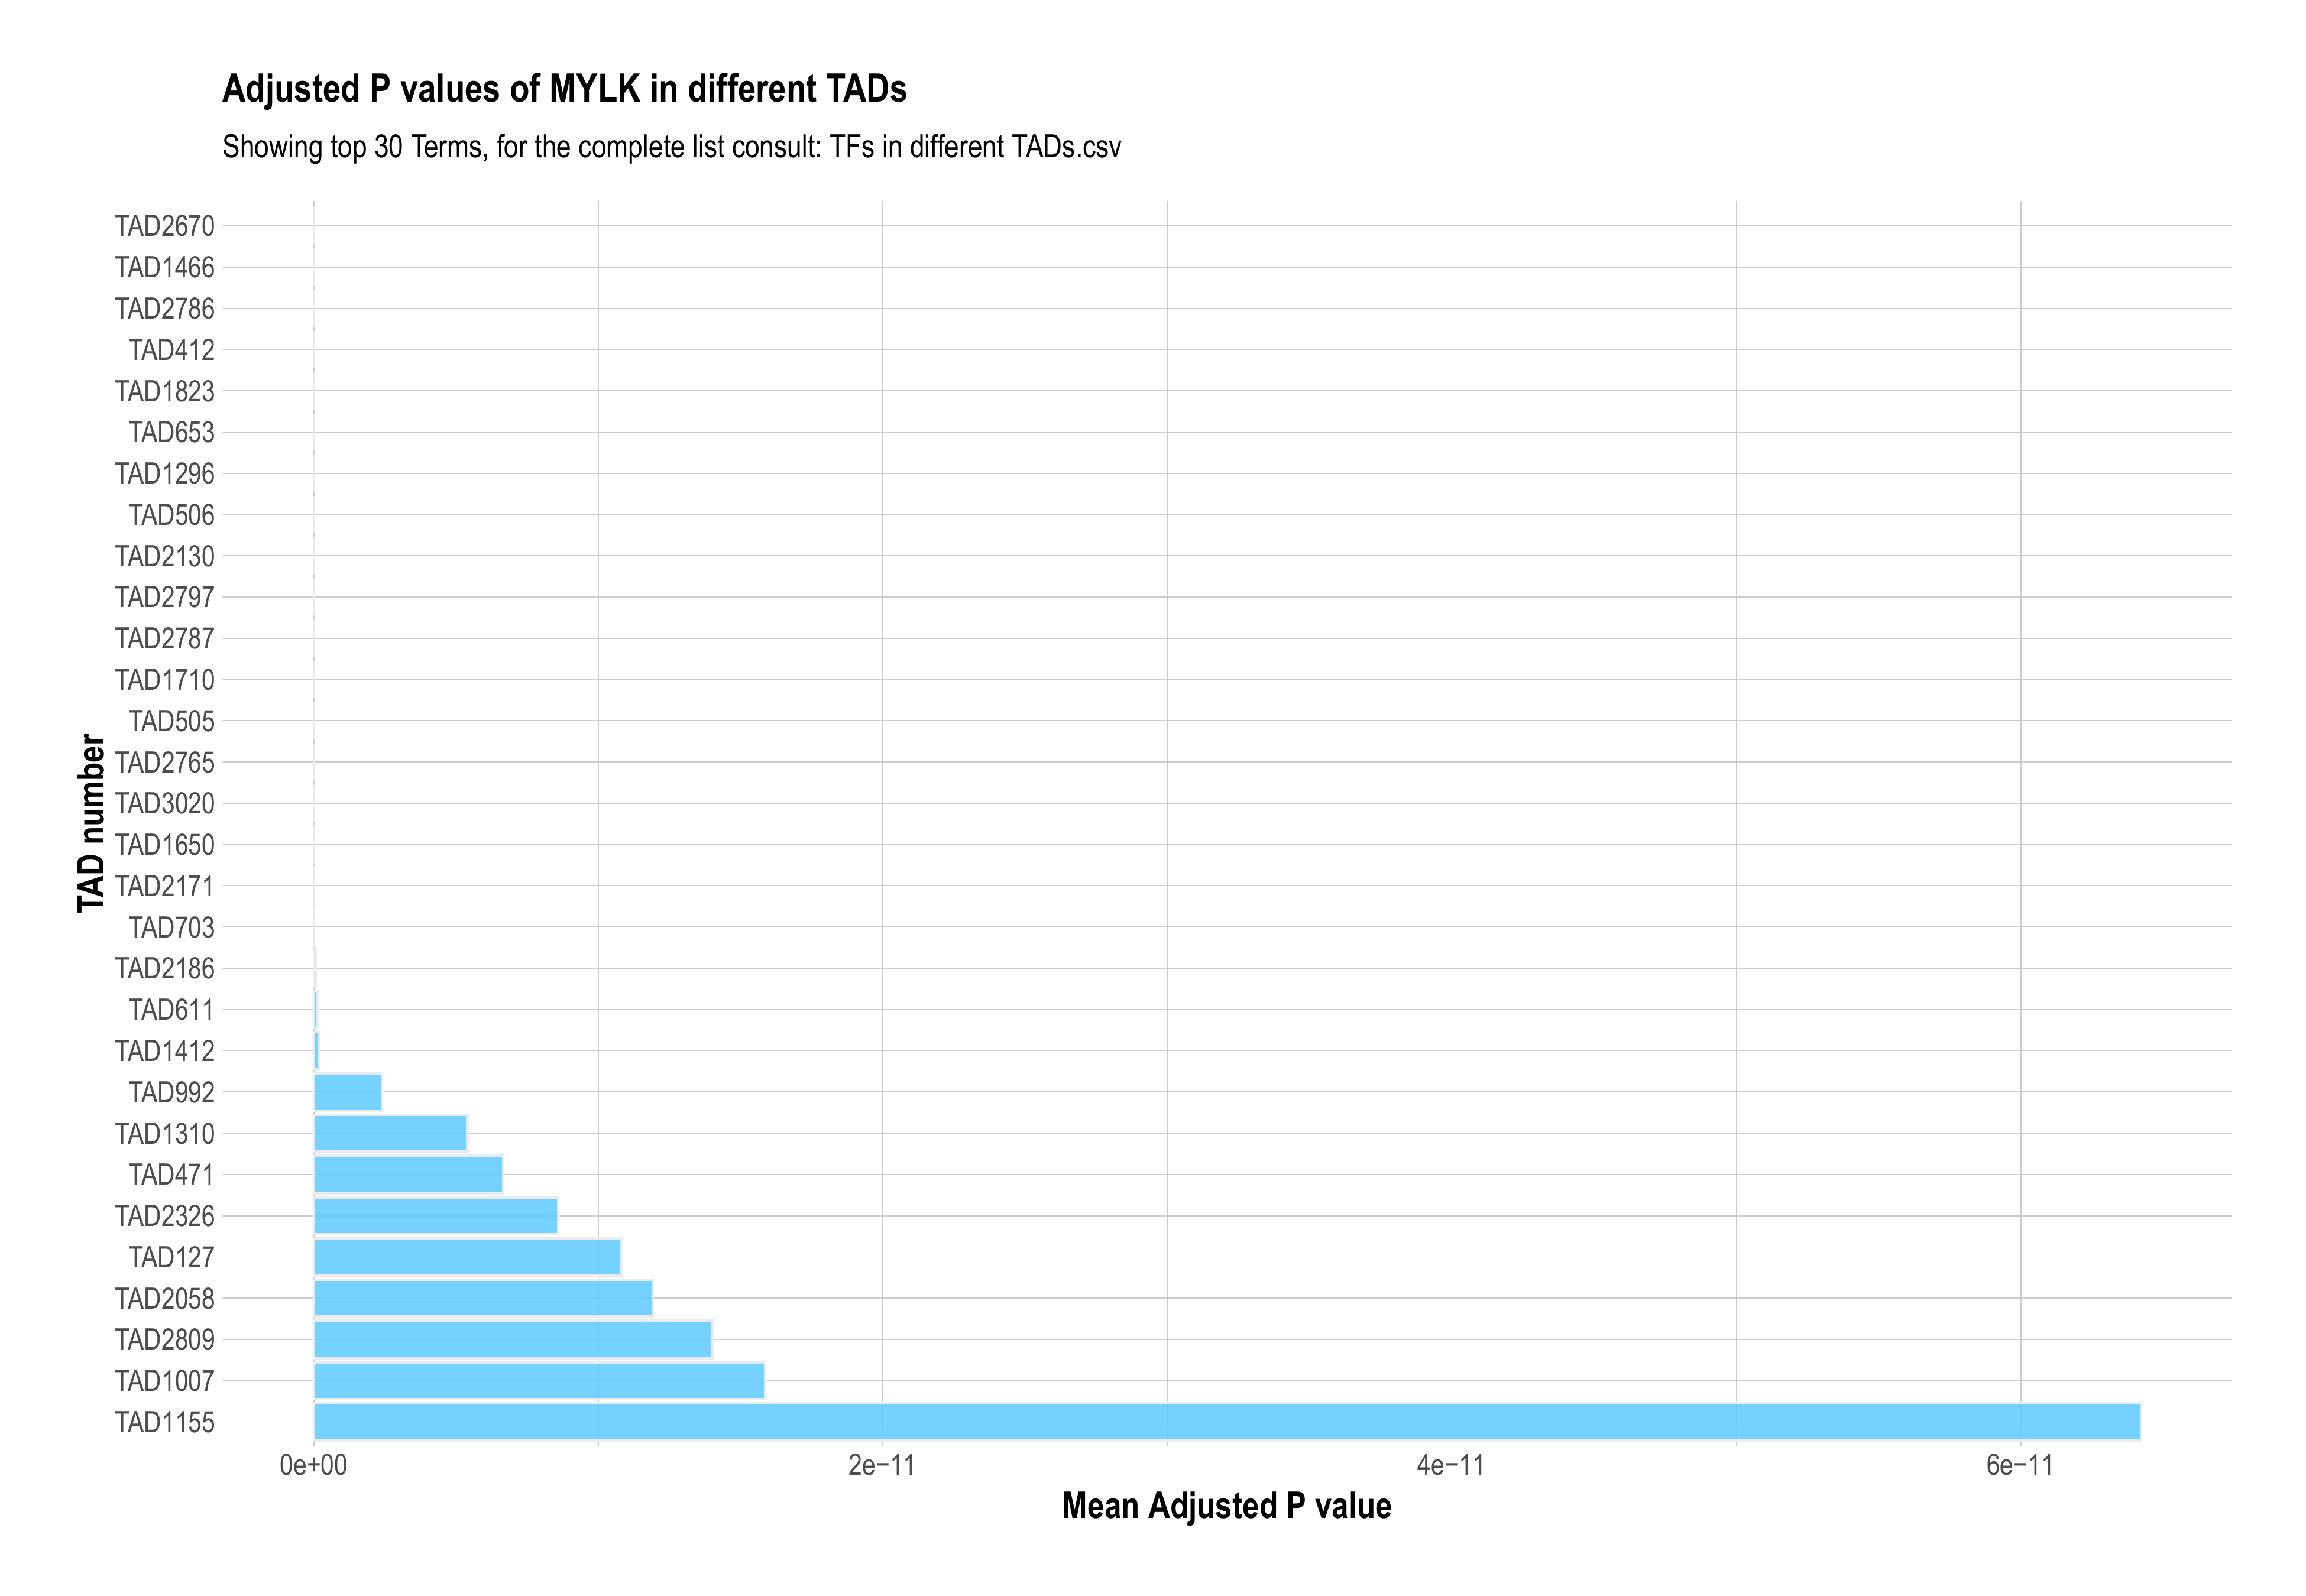 Adjusted P values of MYLK in different TADs
Showing top 30 Terms, for the complete list consult: TFs in different TADs.csv
TAD number
TAD2670
TAD1466
TAD2786
TAD412
TAD1823
TAD653
TAD1296
TAD506
TAD2130
TAD2797
TAD2787
TAD1710
TAD505
TAD2765
TAD3020
TAD1650
TAD2171
TAD703
TAD2186
TAD611
TAD1412
TAD992
TAD1310
TAD471
TAD2326
TAD127
TAD2058
TAD2809
TAD1007
TAD1155
0e+00 2e−11 4e−11 6e−11
Mean Adjusted P value